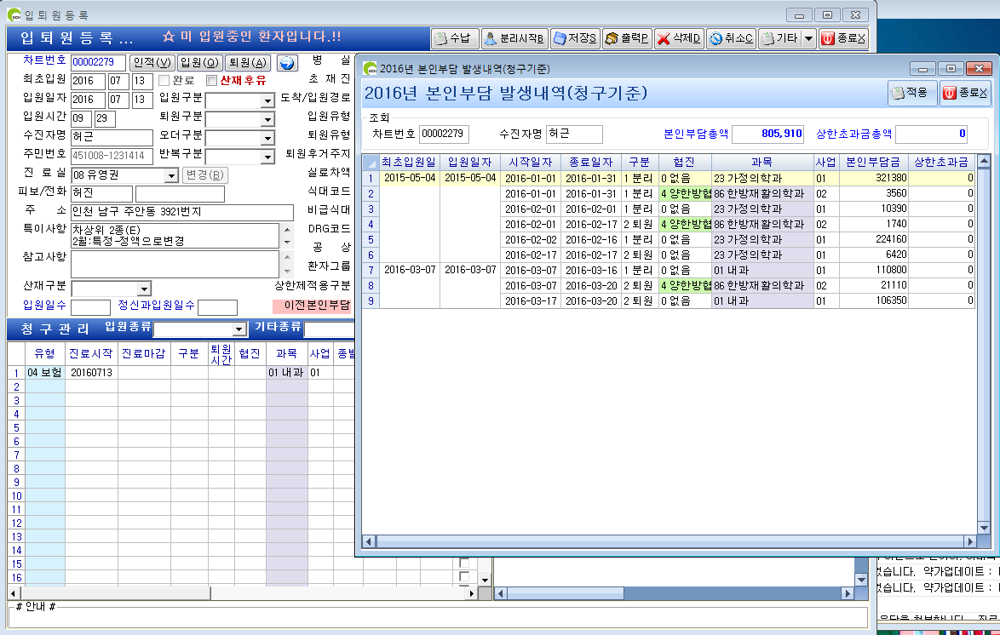 입 퇴 원 등 록
입 퇴 원 등 록 ...
☆ 미 입원중인 환자입니다.!!
수납 분리시작B 저장S 출력P 삭제D 취소C 기타 종료X
차트번호 00002279 인적(V) 입원(Q) 퇴원(A) 병 실
최초입원 2016 07 13 완료 산재후유 초 재 진
입원일자 2016 07 13 입원구분 도착/입원경로
입원시간 09 29 퇴원구분 입원유형
수진자명 허근 오더구분 퇴원유형
주민번호 451008-1231414 반복구분 퇴원후거주지
진 료 실 08 유영권 변경(B) 실료차액
피보/전화 허진 식대코드
주 소 인천 남구 주안동 3921번지 비급식대
특이사항 차상위 2종(E) DRG코드
2월:특정-정액으로변경
공 상
참고사항 환자그룹
산재구분 상한제적용구분
입원일수 정신과입원일수 이전본인부담
청 구 관 리 입원종류 기타종류
유형 진료시작 진료마감 구분 퇴원시간 협진 과목 사업 종별
1 04 보험 20160713 01 내과 01
2
3
4
5
6
7
8
9
10
11
12
13
14
15
16
# 안내 #
2016년 본인부담 발생내역(청구기준)
2016년 본인부담 발생내역(청구기준) 적용 종료X
조회
차트번호 00002279 수진자명 허근 본인부담총액 805,910 상한초과금총액 0
최초입원일 입원일자 시작일자 종료일자 구분 협진 과목 사업 본인부담금 상한초과금
1 2015-05-04 2015-05-04 2016-01-01 2016-01-31 1 분리 0 없음 23 가정의학과 01 321380 0
2 2016-01-01 2016-01-31 1 분리 4 양한방협 86 한방재활의학과 02 3560 0
3 2016-02-01 2016-02-01 1 분리 0 없음 23 가정의학과 01 10390 0
4 2016-02-01 2016-02-17 2 퇴원 4 양한방협 86 한방재활의학과 02 1740 0
5 2016-02-02 2016-02-16 1 분리 0 없음 23 가정의학과 01 224160 0
6 2016-02-17 2016-02-17 2 퇴원 0 없음 23 가정의학과 01 6420 0
7 2016-03-07 2016-03-07 2016-03-07 2016-03-16 1 분리 0 없음 01 내과 01 110800 0
8 2016-03-07 2016-03-20 2 퇴원 4 양한방협 86 한방재활의학과 02 21110 0
9 2016-03-17 2016-03-20 2 퇴원 0 없음 01 내과 01 106350 0
었습니다. 약가업데이트 :
었습니다. 약가업데이트 :